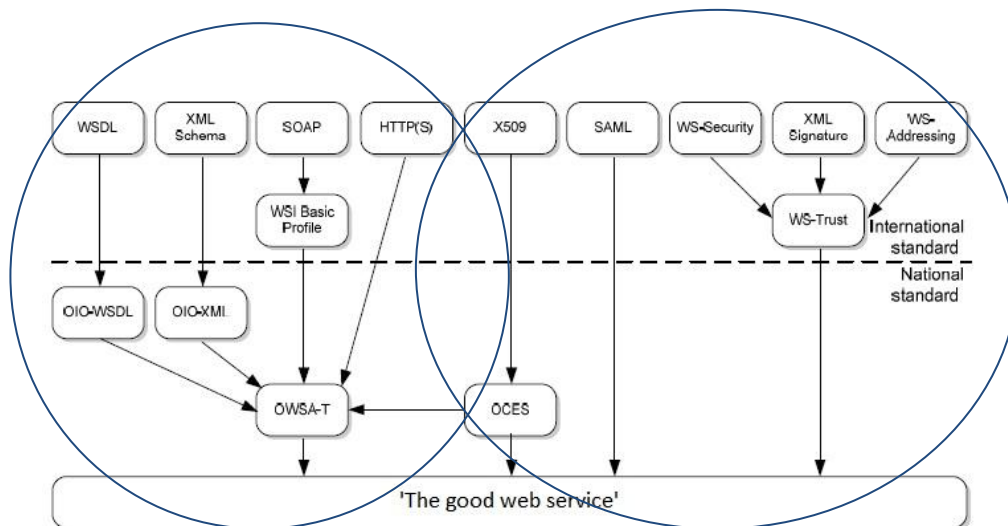 WSDL
XML
Schema
SOAP
HTTP(S)
X509
SAML
WS-Security
XML
Signature
WS-
Addressing
WSI Basic
Profile
WS-Trust
International
standard
National
standard
OIO-WSDL
OIO-XML
OWSA-T
OCES
'The good web service'